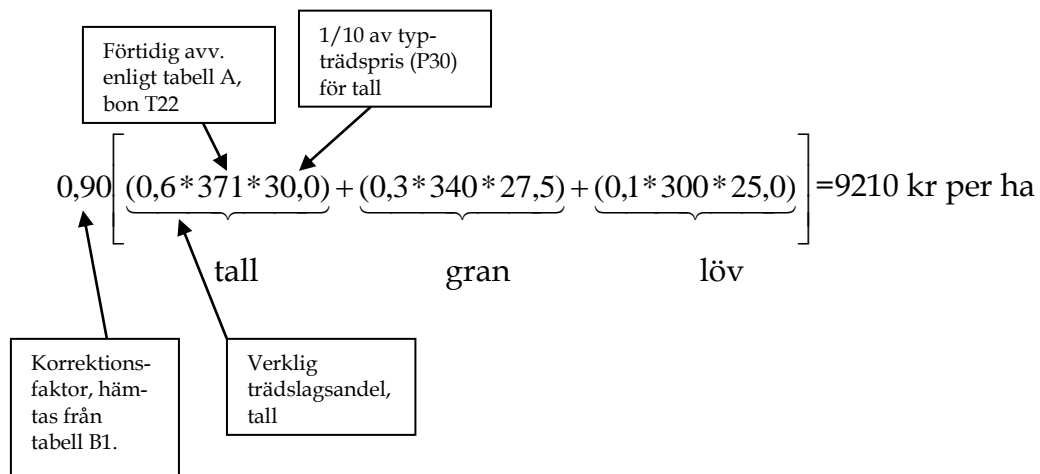 Förtidig avv.
enligt tabell A,
bon T22
1/10 av typ-
trädspris (P30)
för tall
0,90[(0,6*371*30,0)+(0,3*340*27,5)+(0,1*300*25,0)]=9210 kr per ha
tall gran löv
Korrektions-
faktor, häm-
tas från
tabell B1.
Verklig
trädslagsandel,
tall